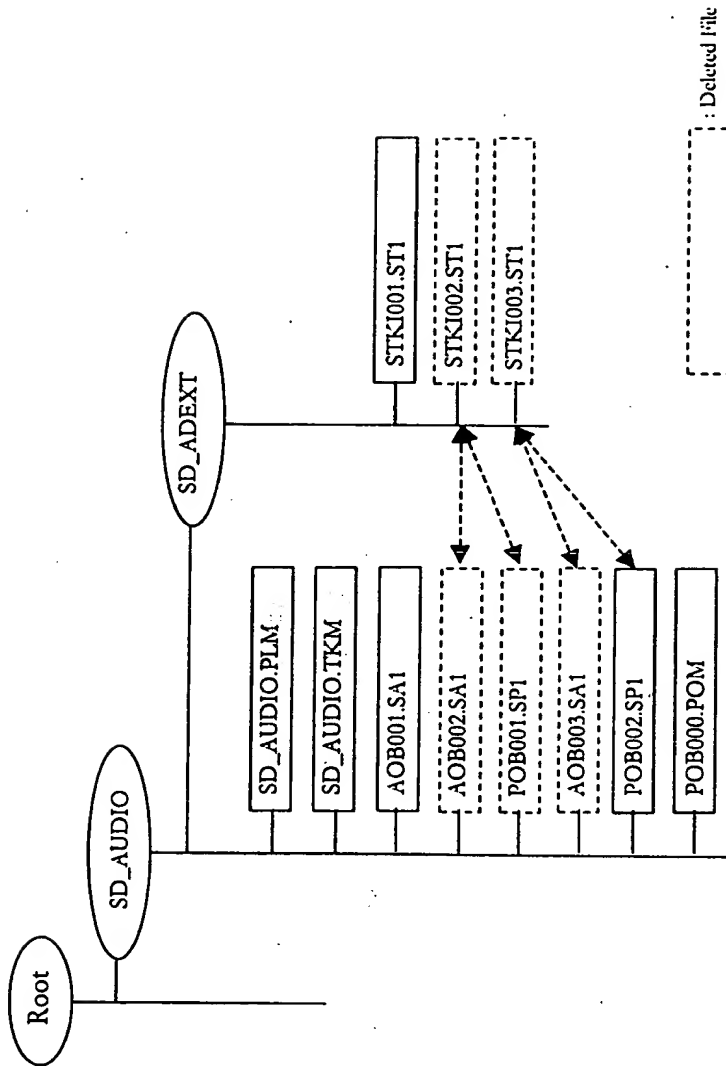 Root
SD_AUDIO
SD_ADEXT
SD_AUDIO.PLM
SD_AUDIO.TKM
AOB001.SA1
AOB002.SA1
POB001.SP1
AOB003.SA1
POB002.SP1
POB000.POM
STKI001.ST1
STKI002.ST1
STKI003.ST1
: Deleted File